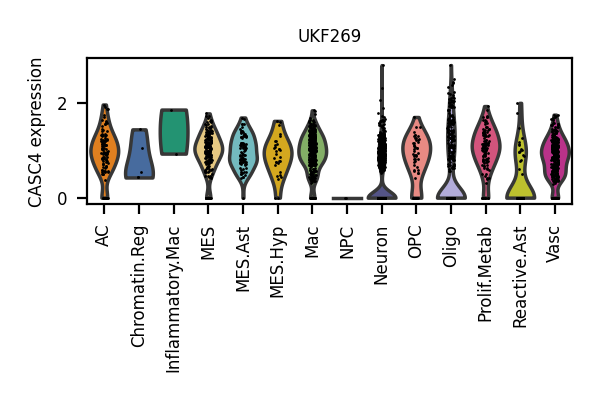 UKF269
CASC4 expression
2
0
AC
Chromatin.Reg
Inflammatory.Mac
MES
MES.Ast
MES.Hyp
Mac
NPC
Neuron
OPC
Oligo
Prolif.Metab
Reactive.Ast
Vasc